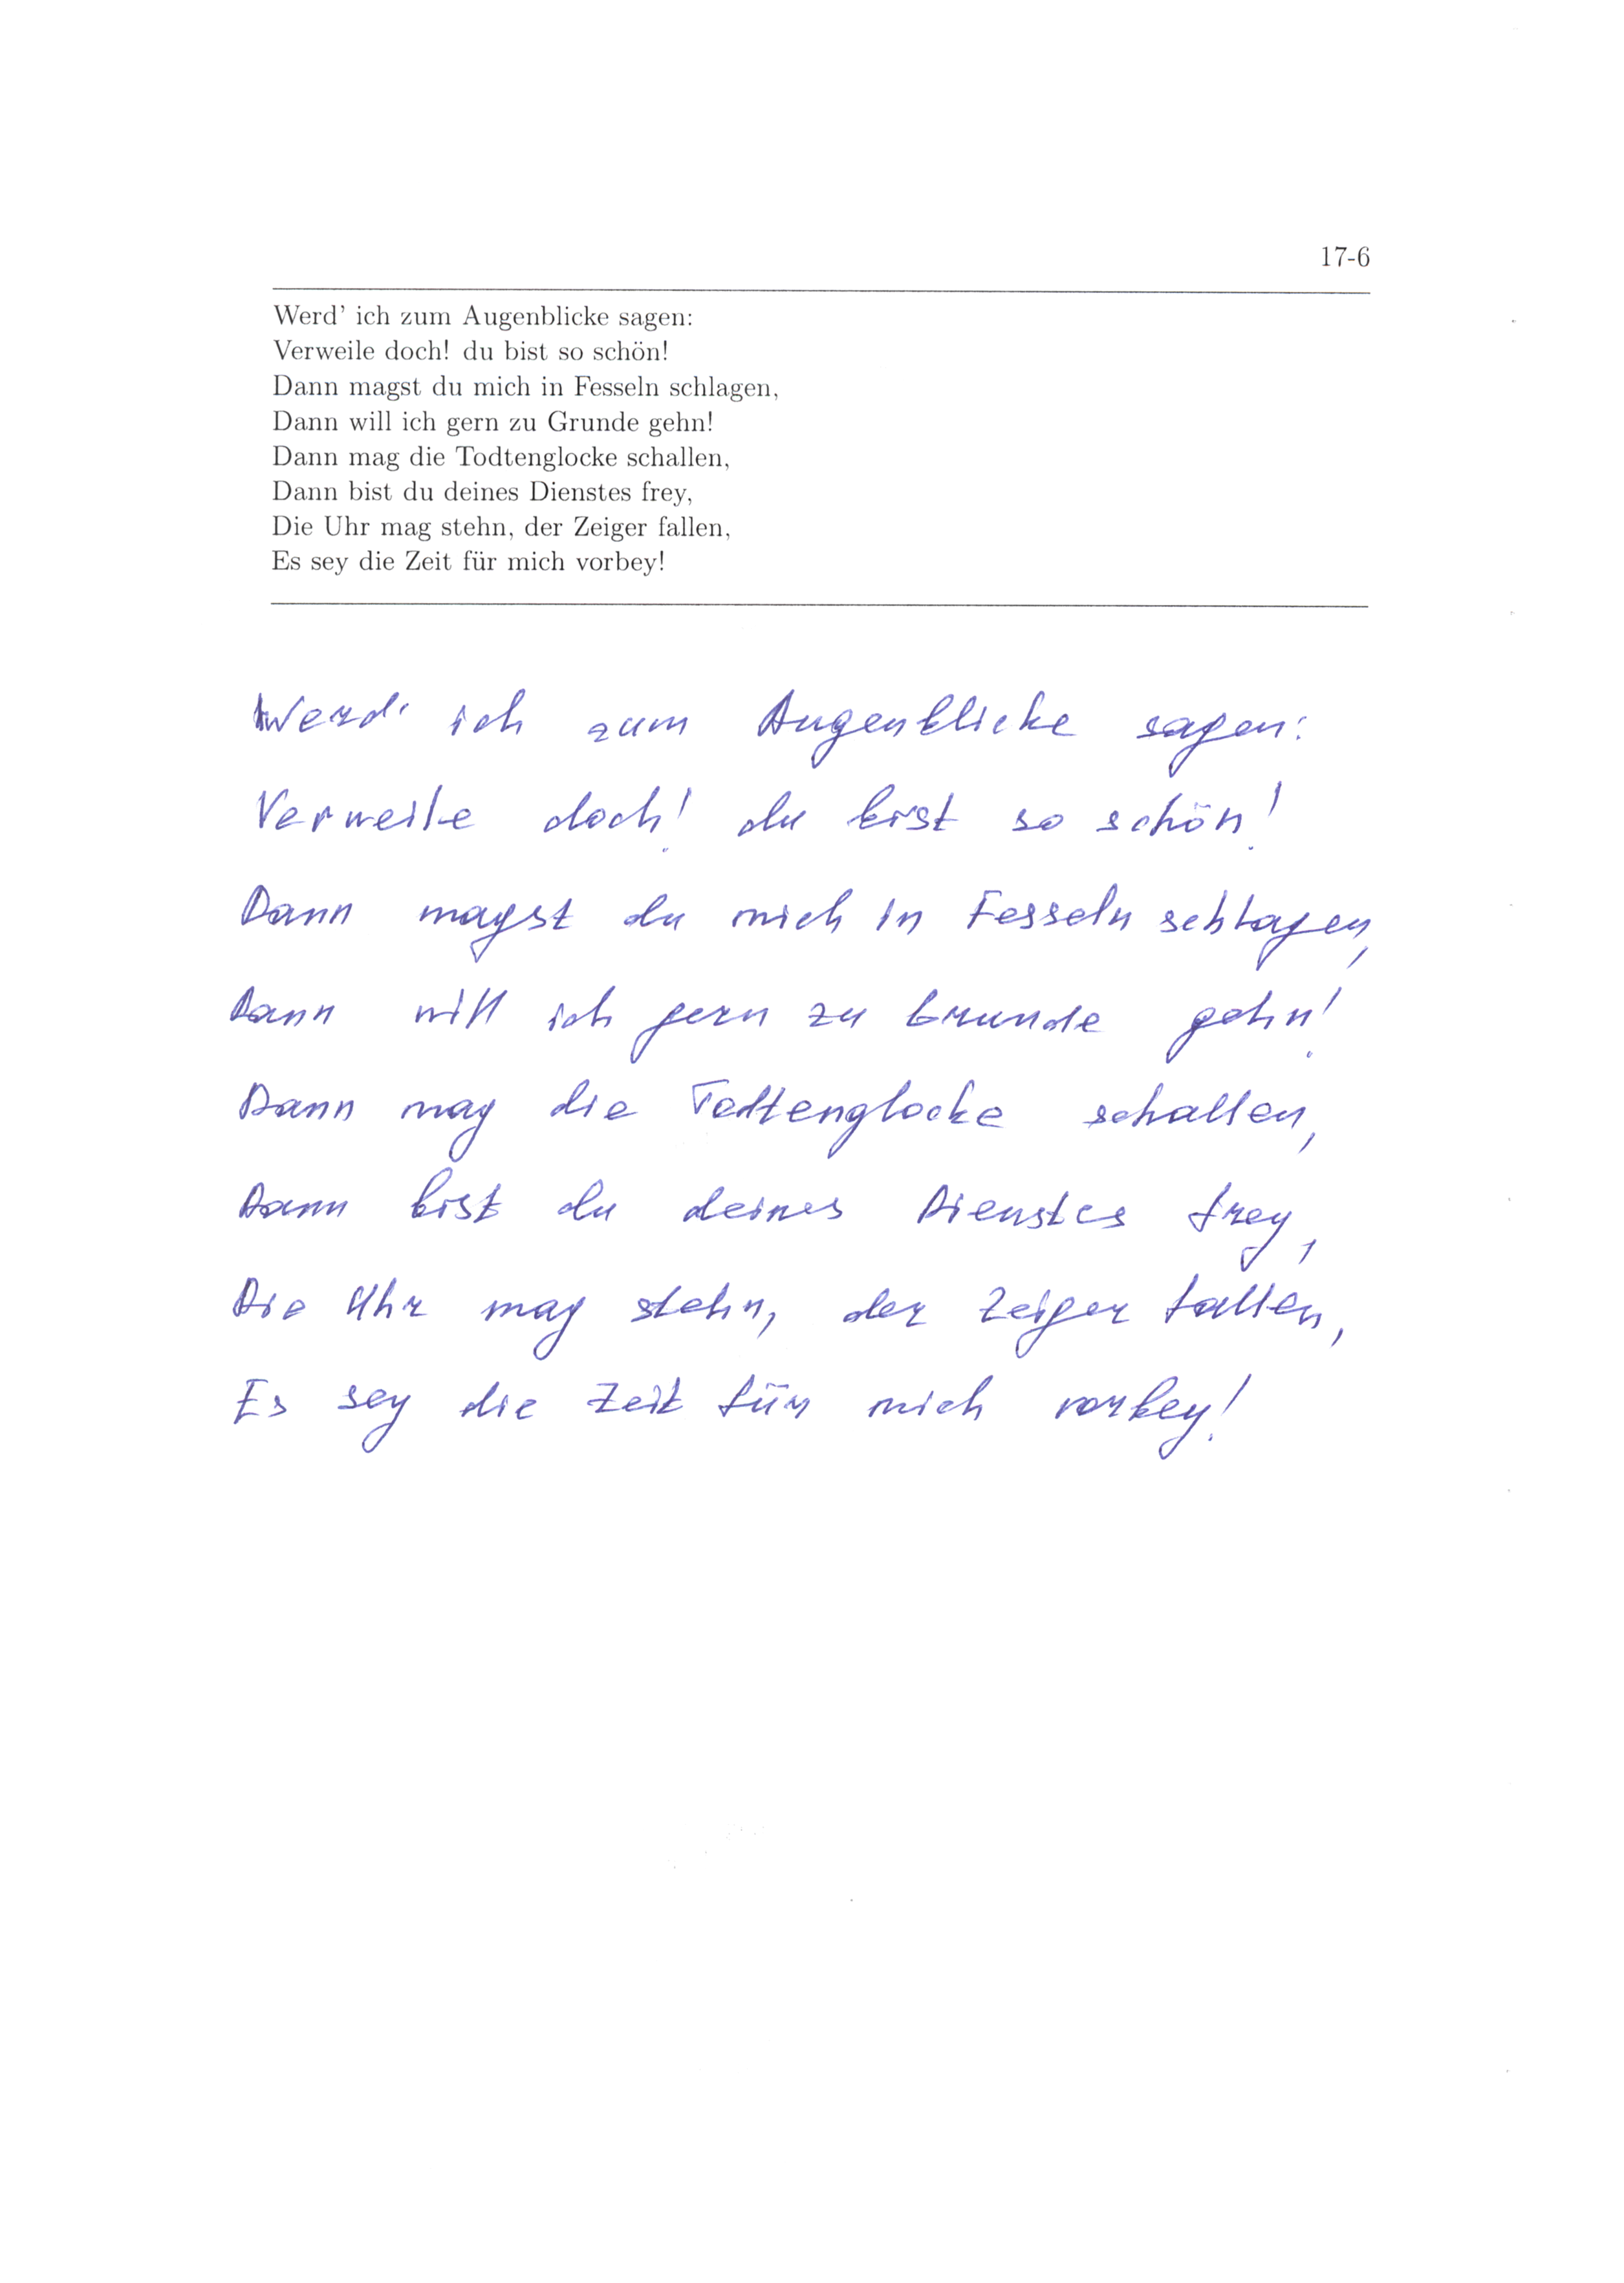 17-6
Werd' ich zum Augenblicke sagen:
Verweile doch! du bist so schön!
Dann magst du mich in Fesseln schlagen,
Dann will ich gern zu Grunde gehn!
Dann mag die Todtenglocke schallen,
Dann bist du deines Dienstes frey,
Die Uhr mag stehn, der Zeiger fallen,
Es sey die Zeit für mich vorbey!
Werd' ich zum Augenblicke sagen:
Verweile doch! du bist so schön!
Dann magst du mich in Fesseln schlagen,
Dann will ich gern zu Grunde gehn!
Dann mag die Todtenglocke schallen,
Dann bist du deines Dienstes frey,
Die Uhr mag stehn, der Zeiger fallen,
Es sey die Zeit für mich vorbey!